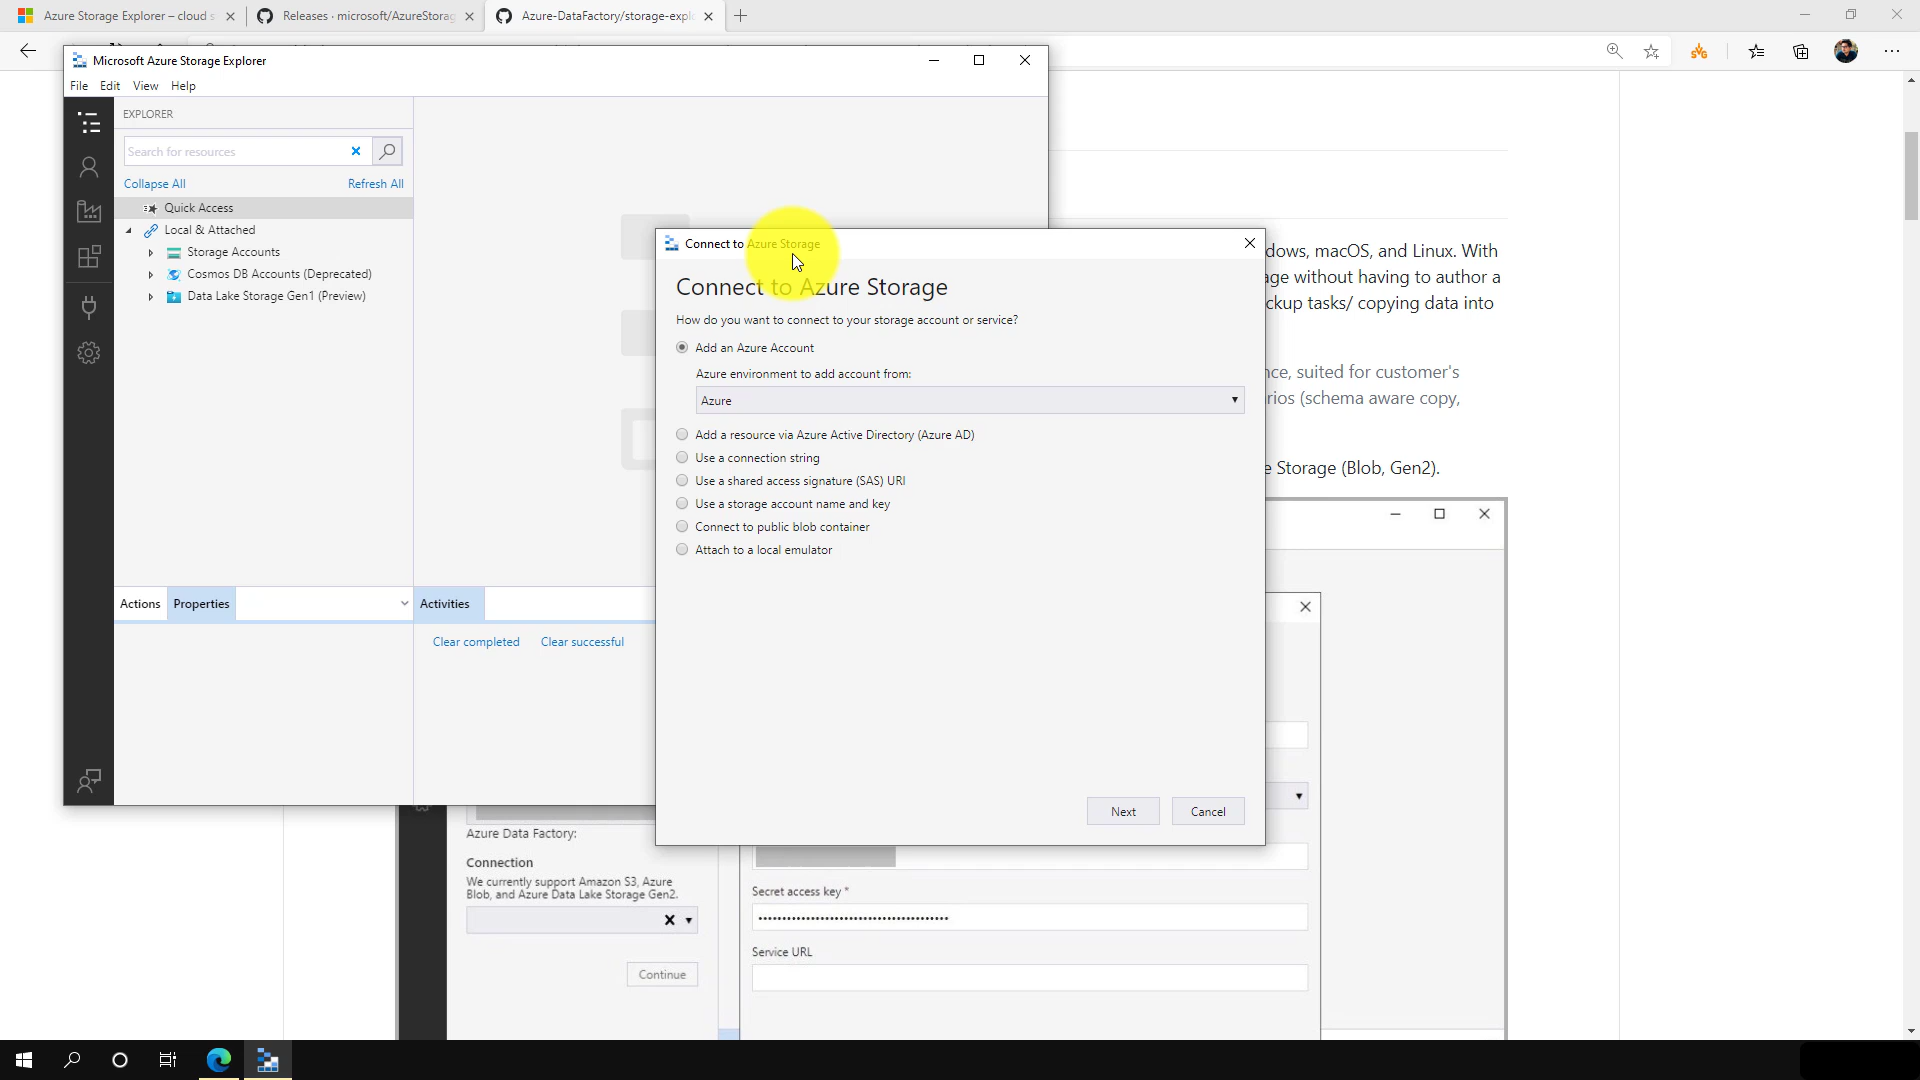 Azure Storage Explorer – cloud s
Releases · microsoft/AzureStorag
Azure-DataFactory/storage-explo
Microsoft Azure Storage Explorer
File Edit View Help
EXPLORER
Search for resources
Collapse All Refresh All
Quick Access
Local & Attached
Storage Accounts
Cosmos DB Accounts (Deprecated)
Data Lake Storage Gen1 (Preview)
Actions Properties
Activities
Clear completed Clear successful
Connect to Azure Storage
Connect to Azure Storage
How do you want to connect to your storage account or service?
Add an Azure Account
Azure environment to add account from:
Azure
Add a resource via Azure Active Directory (Azure AD)
Use a connection string
Use a shared access signature (SAS) URI
Use a storage account name and key
Connect to public blob container
Attach to a local emulator
Next Cancel
dows, macOS, and Linux. With
age without having to author a
ckup tasks/ copying data into
nce, suited for customer's
rios (schema aware copy,
e Storage (Blob, Gen2).
Azure Data Factory:
Connection
We currently support Amazon S3, Azure
Blob, and Azure Data Lake Storage Gen2.
Continue
Secret access key *
Service URL